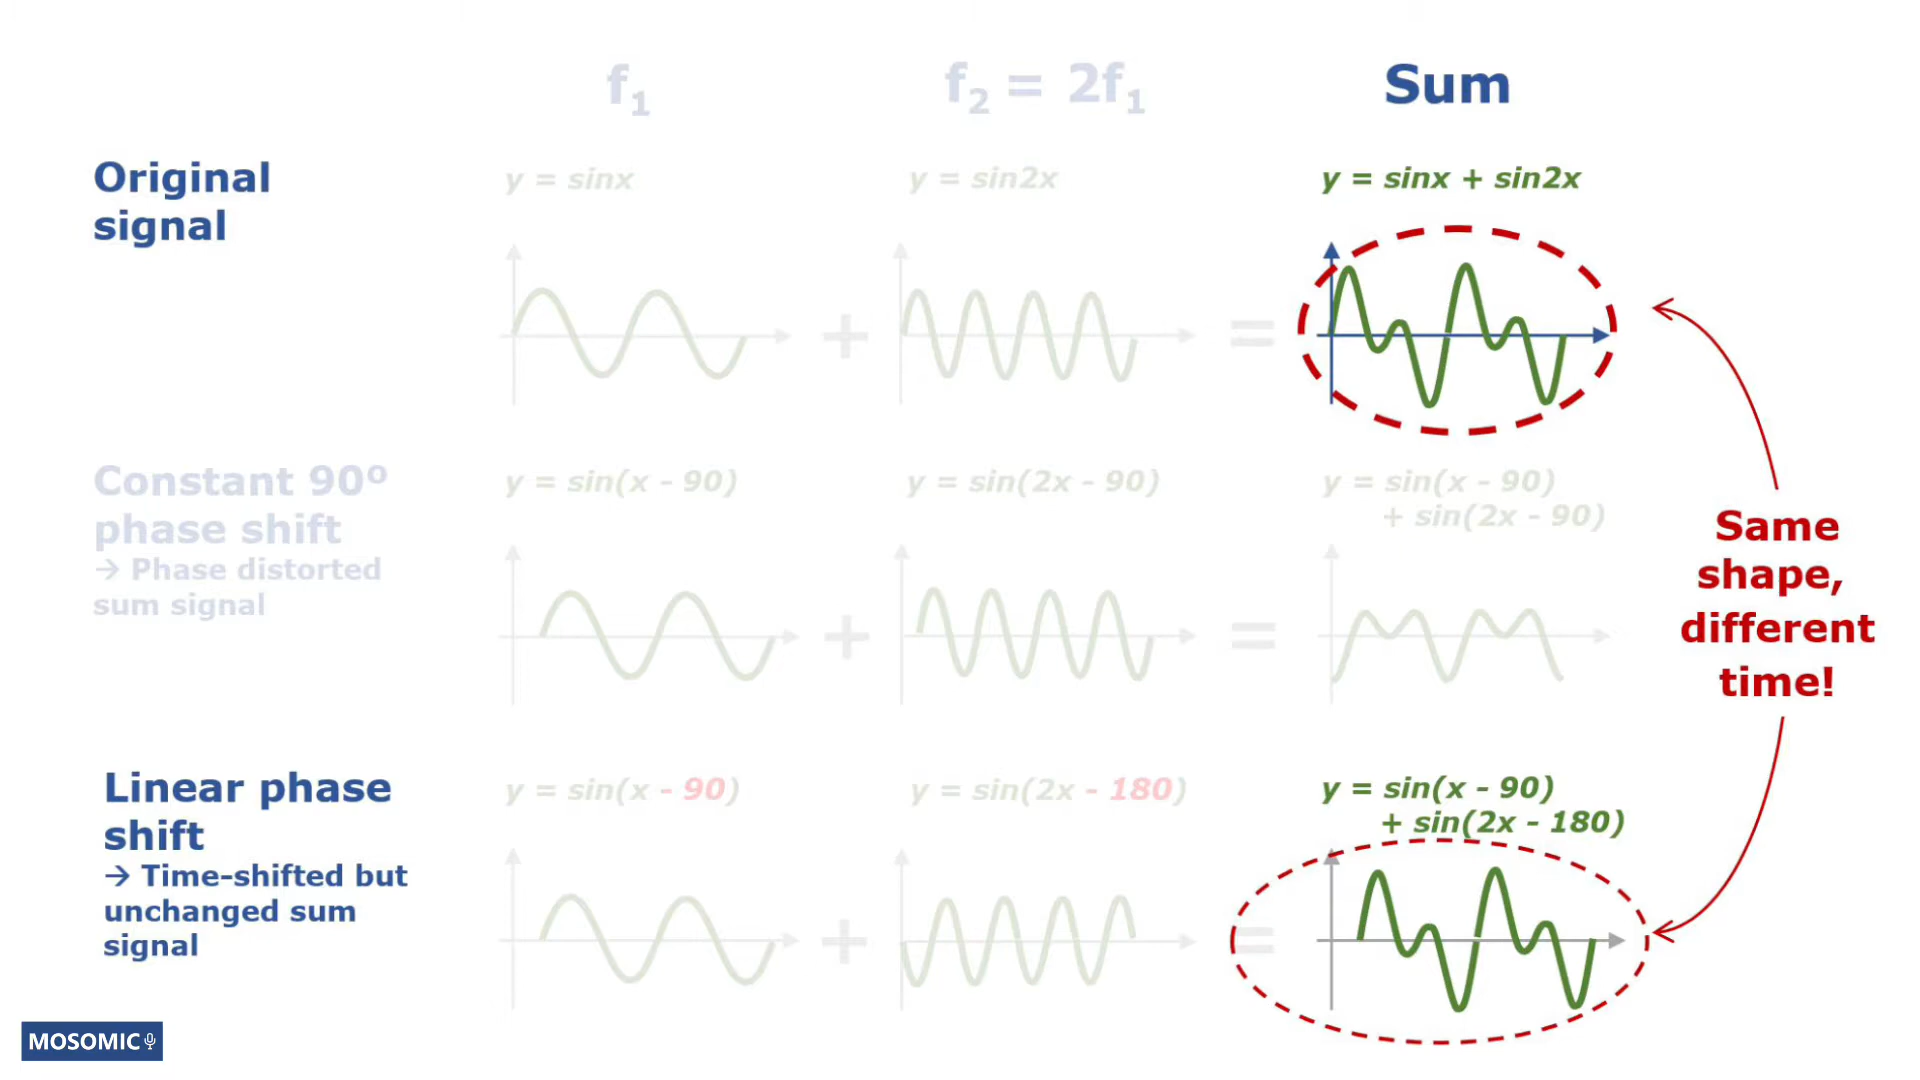 f₁
f₂ = 2f₁
Sum
Original
signal
y = sinx
y = sin2x
y = sinx + sin2x
+
=
Constant 90º
phase shift
→ Phase distorted
sum signal
y = sin(x - 90)
y = sin(2x - 90)
y = sin(x - 90)
+ sin(2x - 90)
+
=
Same
shape,
different
time!
Linear phase
shift
→ Time-shifted but
unchanged sum
signal
y = sin(x - 90)
y = sin(2x - 180)
y = sin(x - 90)
+ sin(2x - 180)
+
=
MOSOMIC